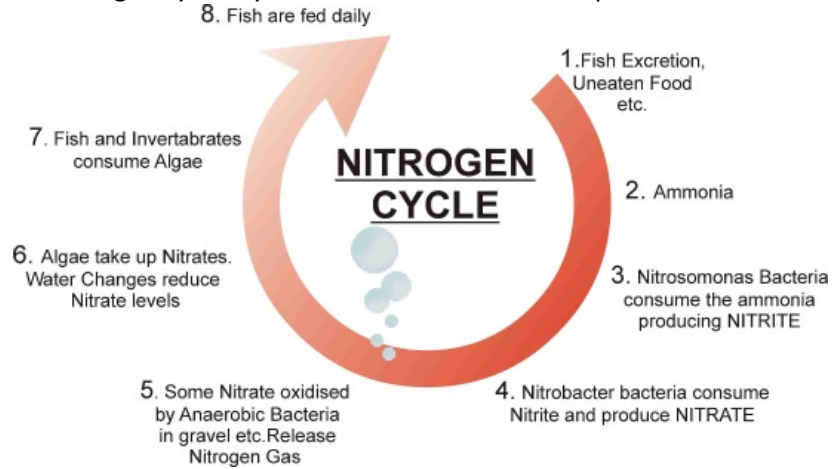 8. Fish are fed daily
1.Fish Excretion,
Uneaten Food
etc.
7. Fish and Invertabrates
consume Algae
NITROGEN
CYCLE
2. Ammonia
6. Algae take up Nitrates.
Water Changes reduce
Nitrate levels
3. Nitrosomonas Bacteria
consume the ammonia
producing NITRITE
5. Some Nitrate oxidised
by Anaerobic Bacteria
in gravel etc.Release
Nitrogen Gas
4. Nitrobacter bacteria consume
Nitrite and produce NITRATE